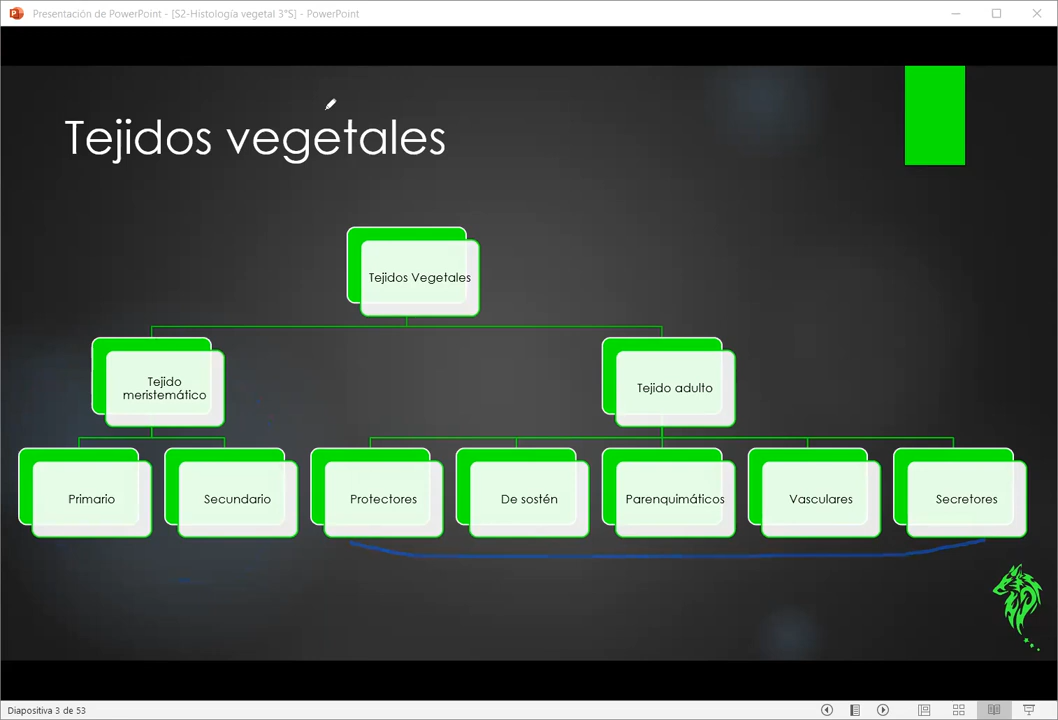 Presentación de PowerPoint - [S2-Histología vegetal 3°S] - PowerPoint
Tejidos vegetales
Tejidos Vegetales
Tejido
meristemático
Tejido adulto
Primario
Secundario
Protectores
De sostén
Parenquimáticos
Vasculares
Secretores
Diapositiva 3 de 53